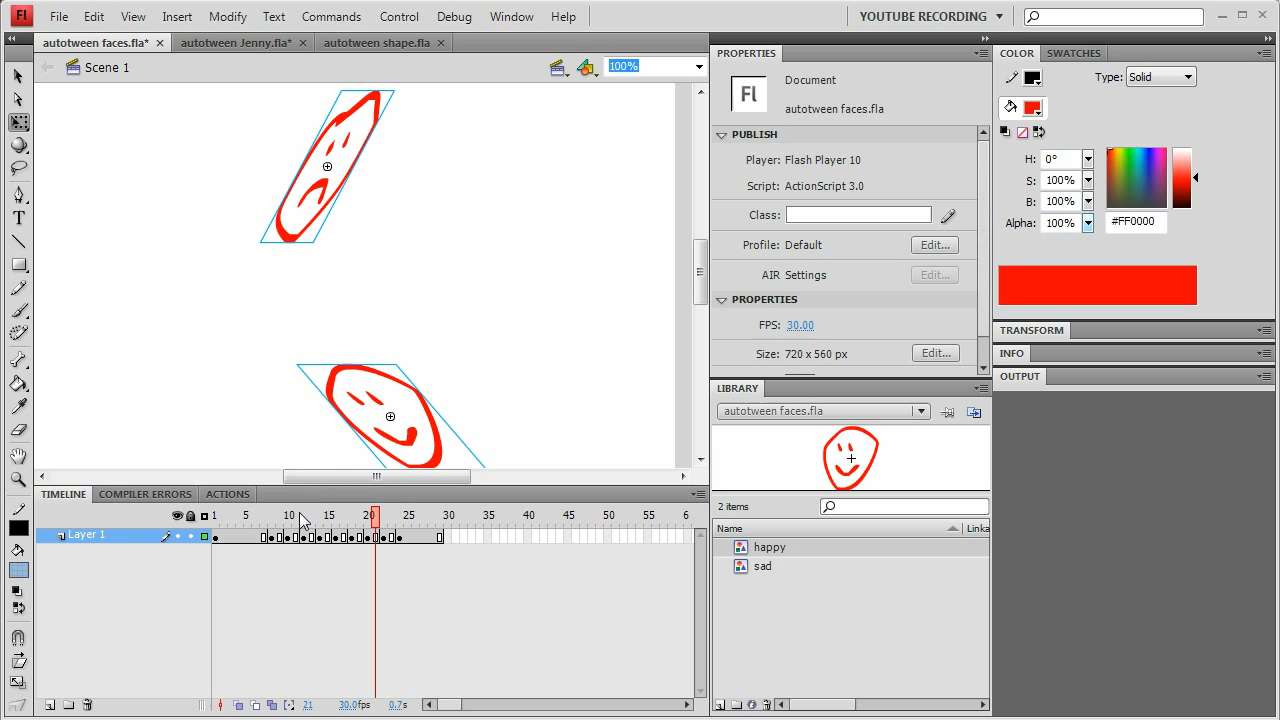 Fl File Edit View Insert Modify Text Commands Control Debug Window Help YOUTUBE RECORDING
autotween faces.fla* autotween Jenny.fla* autotween shape.fla
Scene 1 100%
PROPERTIES
Fl Document
autotween faces.fla
PUBLISH
Player: Flash Player 10
Script: ActionScript 3.0
Class:
Profile: Default Edit...
AIR Settings Edit...
PROPERTIES
FPS: 30.00
Size: 720 x 560 px Edit...
COLOR SWATCHES
Type: Solid
H: 0°
S: 100%
B: 100%
Alpha: 100% #FF0000
TRANSFORM
INFO
OUTPUT
LIBRARY
autotween faces.fla
2 items
Name Linka
happy
sad
TIMELINE COMPILER ERRORS ACTIONS
1 5 10 15 20 25 30 35 40 45 50 55 6
Layer 1
21 30.0fps 0.7s